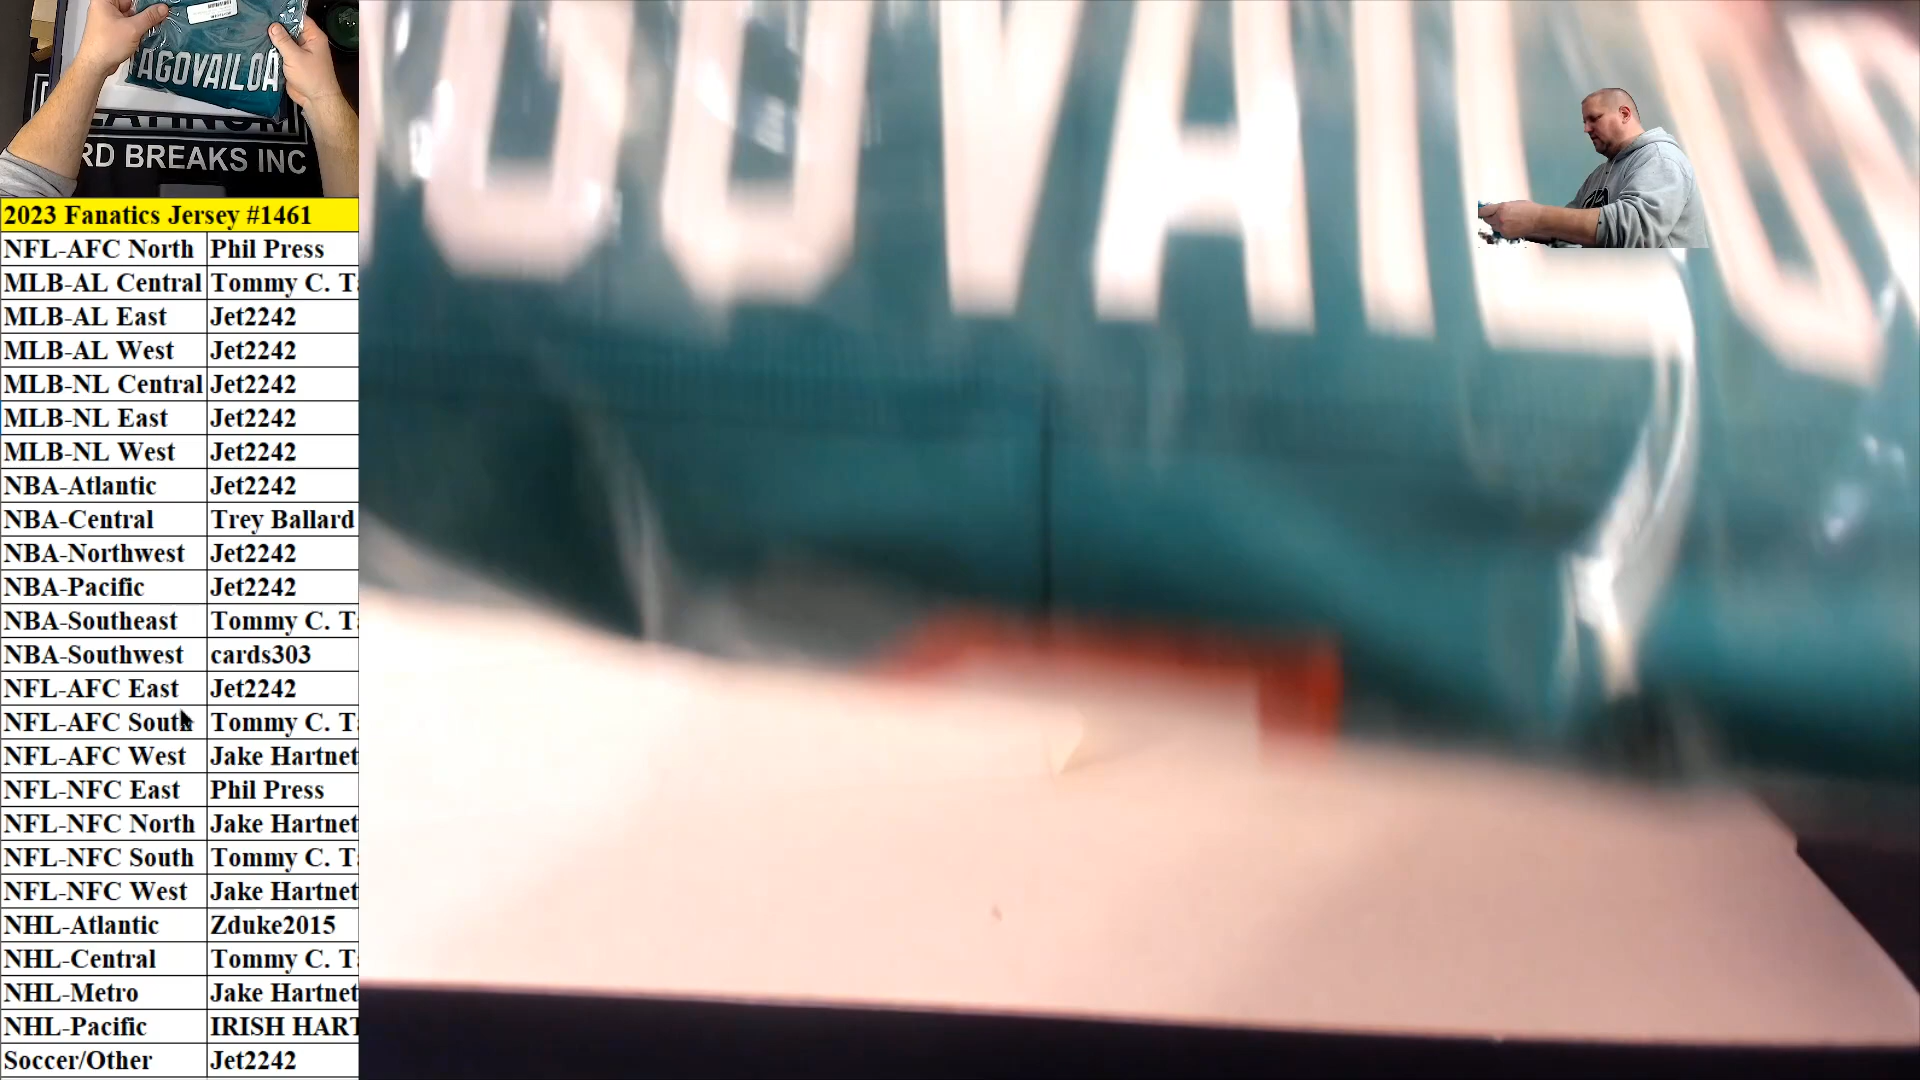 TAGOVAILOA
PLATINUM
RD BREAKS INC
2023 Fanatics Jersey #1461
NFL-AFC North Phil Press
MLB-AL Central Tommy C. T
MLB-AL East Jet2242
MLB-AL West Jet2242
MLB-NL Central Jet2242
MLB-NL East Jet2242
MLB-NL West Jet2242
NBA-Atlantic Jet2242
NBA-Central Trey Ballard
NBA-Northwest Jet2242
NBA-Pacific Jet2242
NBA-Southeast Tommy C. T
NBA-Southwest cards303
NFL-AFC East Jet2242
NFL-AFC South Tommy C. T
NFL-AFC West Jake Hartnet
NFL-NFC East Phil Press
NFL-NFC North Jake Hartnet
NFL-NFC South Tommy C. T
NFL-NFC West Jake Hartnet
NHL-Atlantic Zduke2015
NHL-Central Tommy C. T
NHL-Metro Jake Hartnet
NHL-Pacific IRISH HART
Soccer/Other Jet2242
GOVAILO